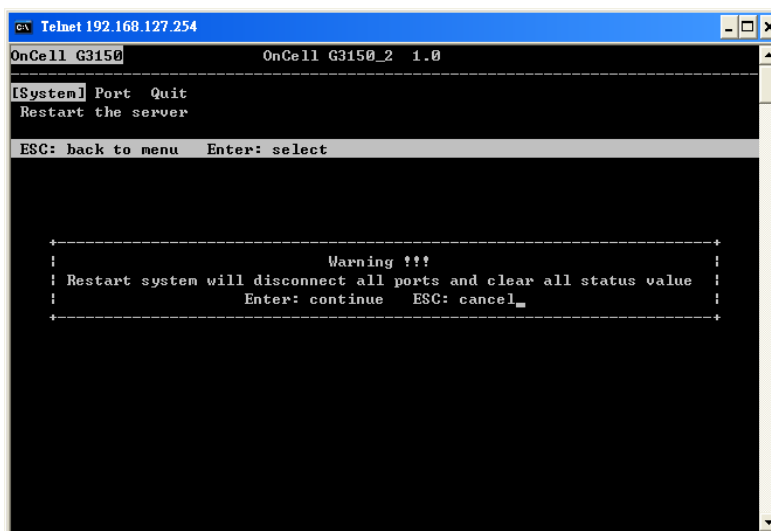 Telnet 192.168.127.254
OnCell G3150 OnCell G3150_2 1.0
[System] Port Quit
Restart the server
ESC: back to menu Enter: select
Warning !!!
Restart system will disconnect all ports and clear all status value
Enter: continue ESC: cancel_